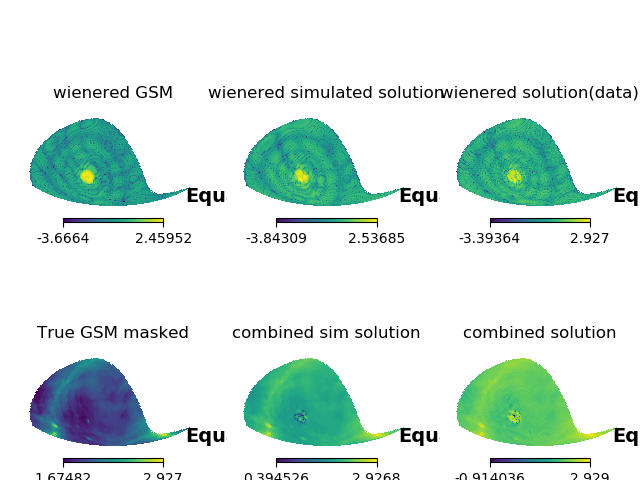 wienered GSM
wienered simulated solution
wienered solution(data)
Equ
Equ
Eq
-3.6664 2.45952
-3.84309 2.53685
-3.39364 2.927
True GSM masked
combined sim solution
combined solution
Equ
Equ
Eq
1.67482 2.927
0.394526 2.9268
-0.914036 2.929